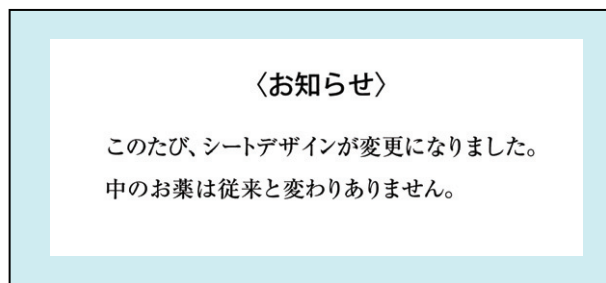 〈お知らせ〉
このたび、シートデザインが変更になりました。
中のお薬は従来と変わりありません。